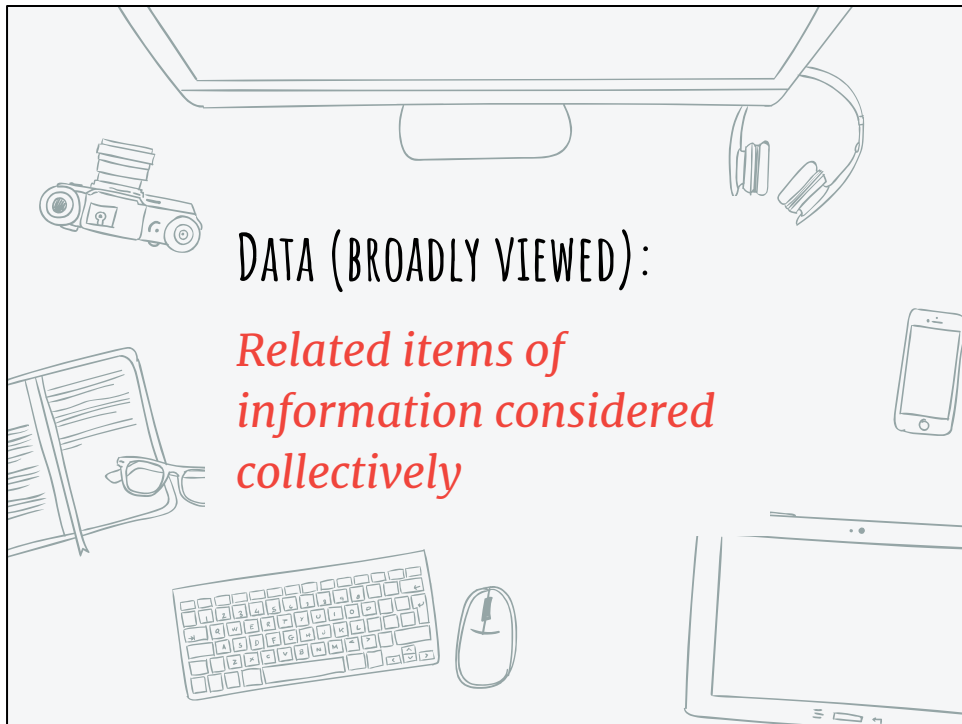 Data (broadly viewed):
Related items of
information considered
collectively